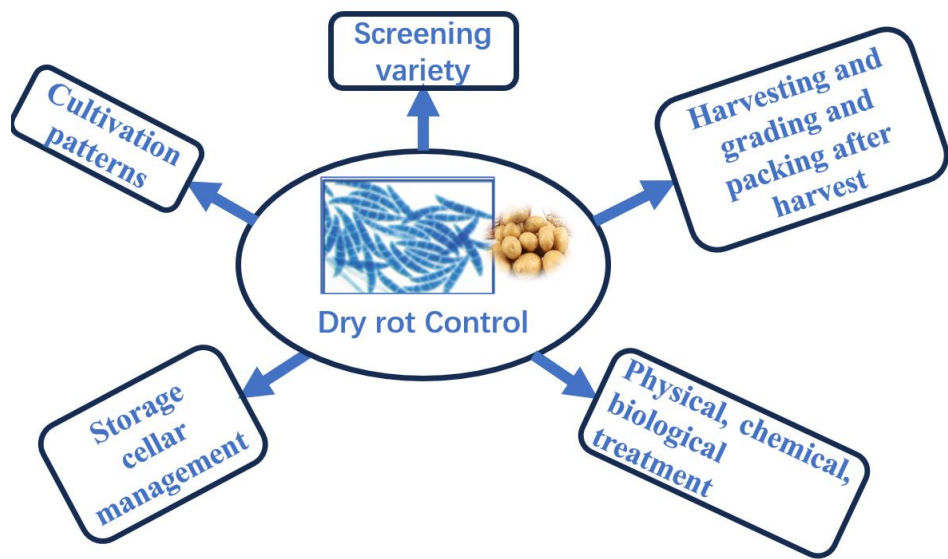 Screening
variety
Cultivation
patterns
Harvesting and
grading and
packing after
harvest
Dry rot Control
Storage
cellar
management
Physical, chemical,
biological
treatment